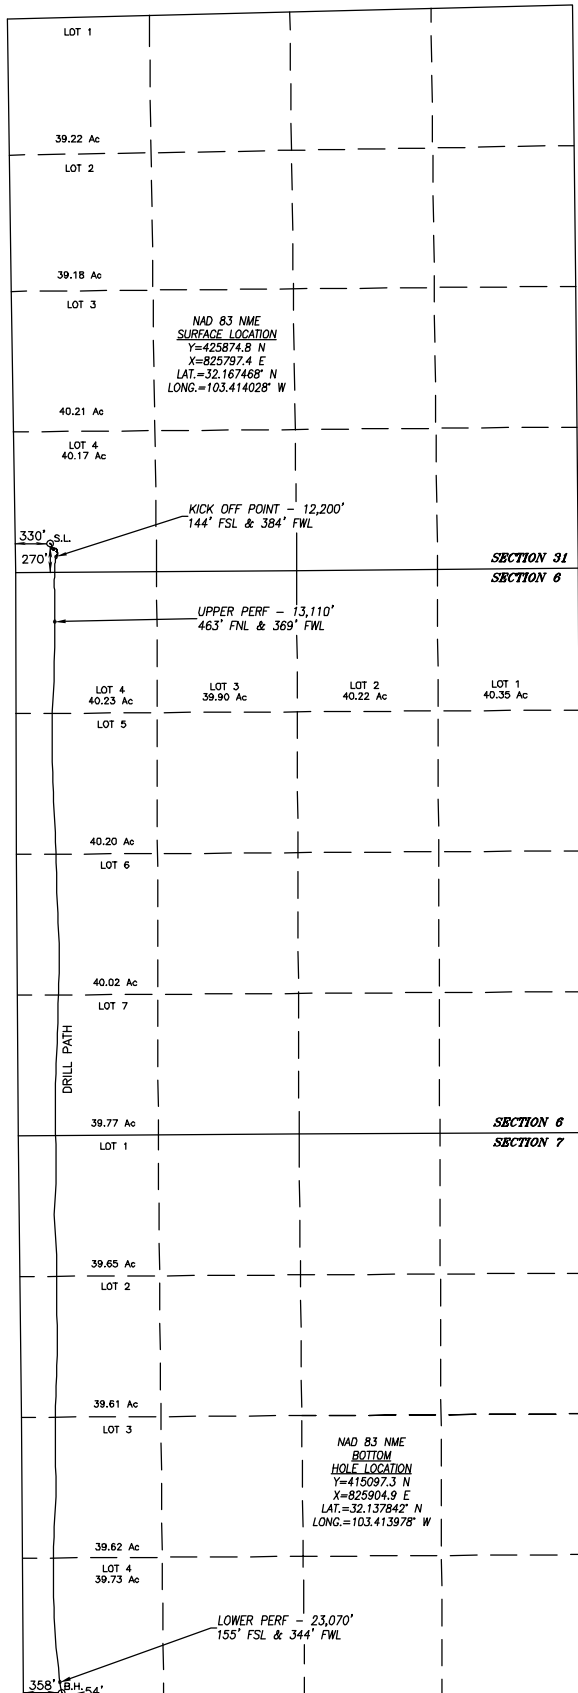 LOT 1
39.22 Ac
LOT 2
39.18 Ac
LOT 3
NAD 83 NME
SURFACE LOCATION
Y=425874.8 N
X=825797.4 E
LAT.=32.167468° N
LONG.=103.414028° W
40.21 Ac
LOT 4
40.17 Ac
KICK OFF POINT - 12,200'
144' FSL & 384' FWL
330'
S.L.
270'
SECTION 31
SECTION 6
UPPER PERF - 13,110'
463' FNL & 369' FWL
LOT 4
40.23 Ac
LOT 3
39.90 Ac
LOT 2
40.22 Ac
LOT 1
40.35 Ac
LOT 5
40.20 Ac
LOT 6
40.02 Ac
LOT 7
DRILL PATH
39.77 Ac
SECTION 6
SECTION 7
LOT 1
39.65 Ac
LOT 2
39.61 Ac
LOT 3
NAD 83 NME
BOTTOM
HOLE LOCATION
Y=415097.3 N
X=825904.9 E
LAT.=32.137842° N
LONG.=103.413978° W
39.62 Ac
LOT 4
39.73 Ac
LOWER PERF - 23,070'
155' FSL & 344' FWL
358'
B.H.
54'